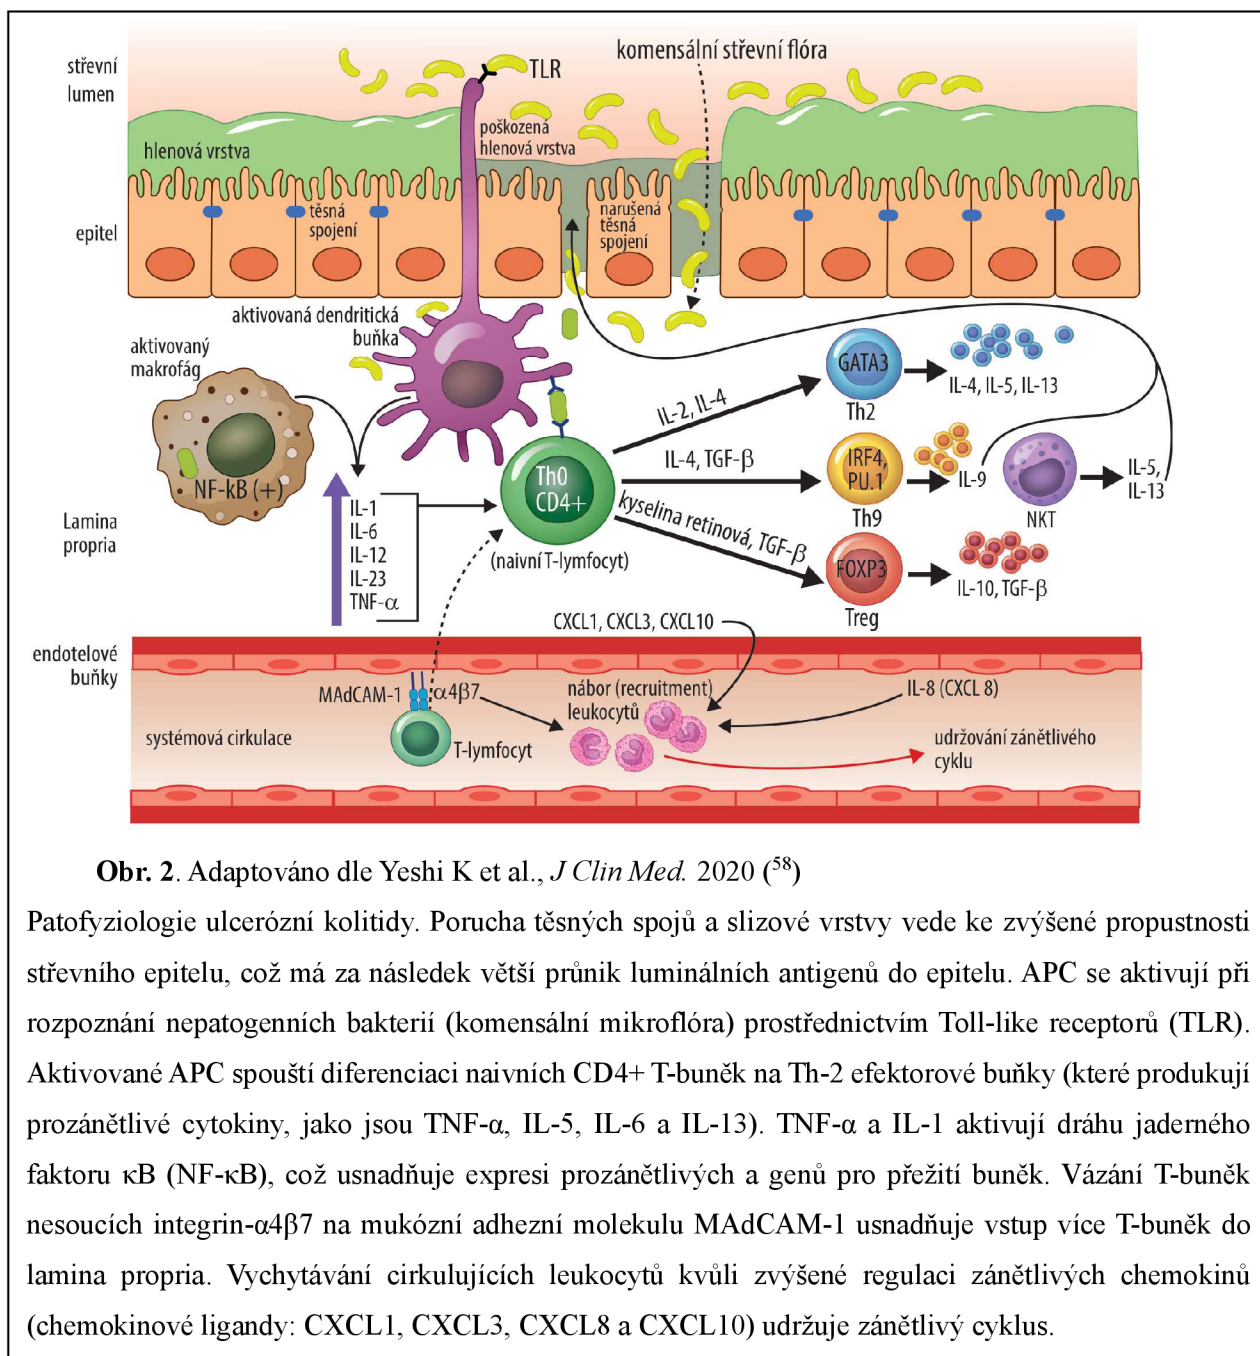 střevní
lumen
TLR
komensální střevní flóra
poškozená
hlenová vrstva
hlenová vrstva
epitel
těsná
spojení
narušená
těsná
spojení
aktivovaná dendritická
buňka
aktivovaný
makrofág
NF-kB (+)
Lamina
propria
IL-1
IL-6
IL-12
IL-23
TNF-α
Th0
CD4+
(naivní T-lymfocyt)
IL-2, IL-4
GATA3
Th2
IL-4, IL-5, IL-13
IL-4, TGF-β
IRF4,
PU.1
Th9
IL-9
NKT
IL-5,
IL-13
kyselina retinová, TGF-β
FOXP3
Treg
IL-10, TGF-β
CXCL1, CXCL3, CXCL10
endotelové
buňky
MAdCAM-1
α4β7
nábor (recruitment)
leukocytů
IL-8 (CXCL 8)
systémová cirkulace
T-lymfocyt
udržování zánětlivého
cyklu
Obr. 2. Adaptováno dle Yeshi K et al., J Clin Med. 2020 (58)
Patofyziologie ulcerózní kolitidy. Porucha těsných spojů a slizové vrstvy vede ke zvýšené propustnosti
střevního epitelu, což má za následek větší průnik luminálních antigenů do epitelu. APC se aktivují při
rozpoznání nepatogenních bakterií (komensální mikroflóra) prostřednictvím Toll-like receptorů (TLR).
Aktivované APC spouští diferenciaci naivních CD4+ T-buněk na Th-2 efektorové buňky (které produkují
prozánětlivé cytokiny, jako jsou TNF-α, IL-5, IL-6 a IL-13). TNF-α a IL-1 aktivují dráhu jaderného
faktoru κB (NF-κB), což usnadňuje expresi prozánětlivých a genů pro přežití buněk. Vázání T-buněk
nesoucích integrin-α4β7 na mukózní adhezní molekulu MAdCAM-1 usnadňuje vstup více T-buněk do
lamina propria. Vychytávání cirkulujících leukocytů kvůli zvýšené regulaci zánětlivých chemokinů
(chemokinové ligandy: CXCL1, CXCL3, CXCL8 a CXCL10) udržuje zánětlivý cyklus.